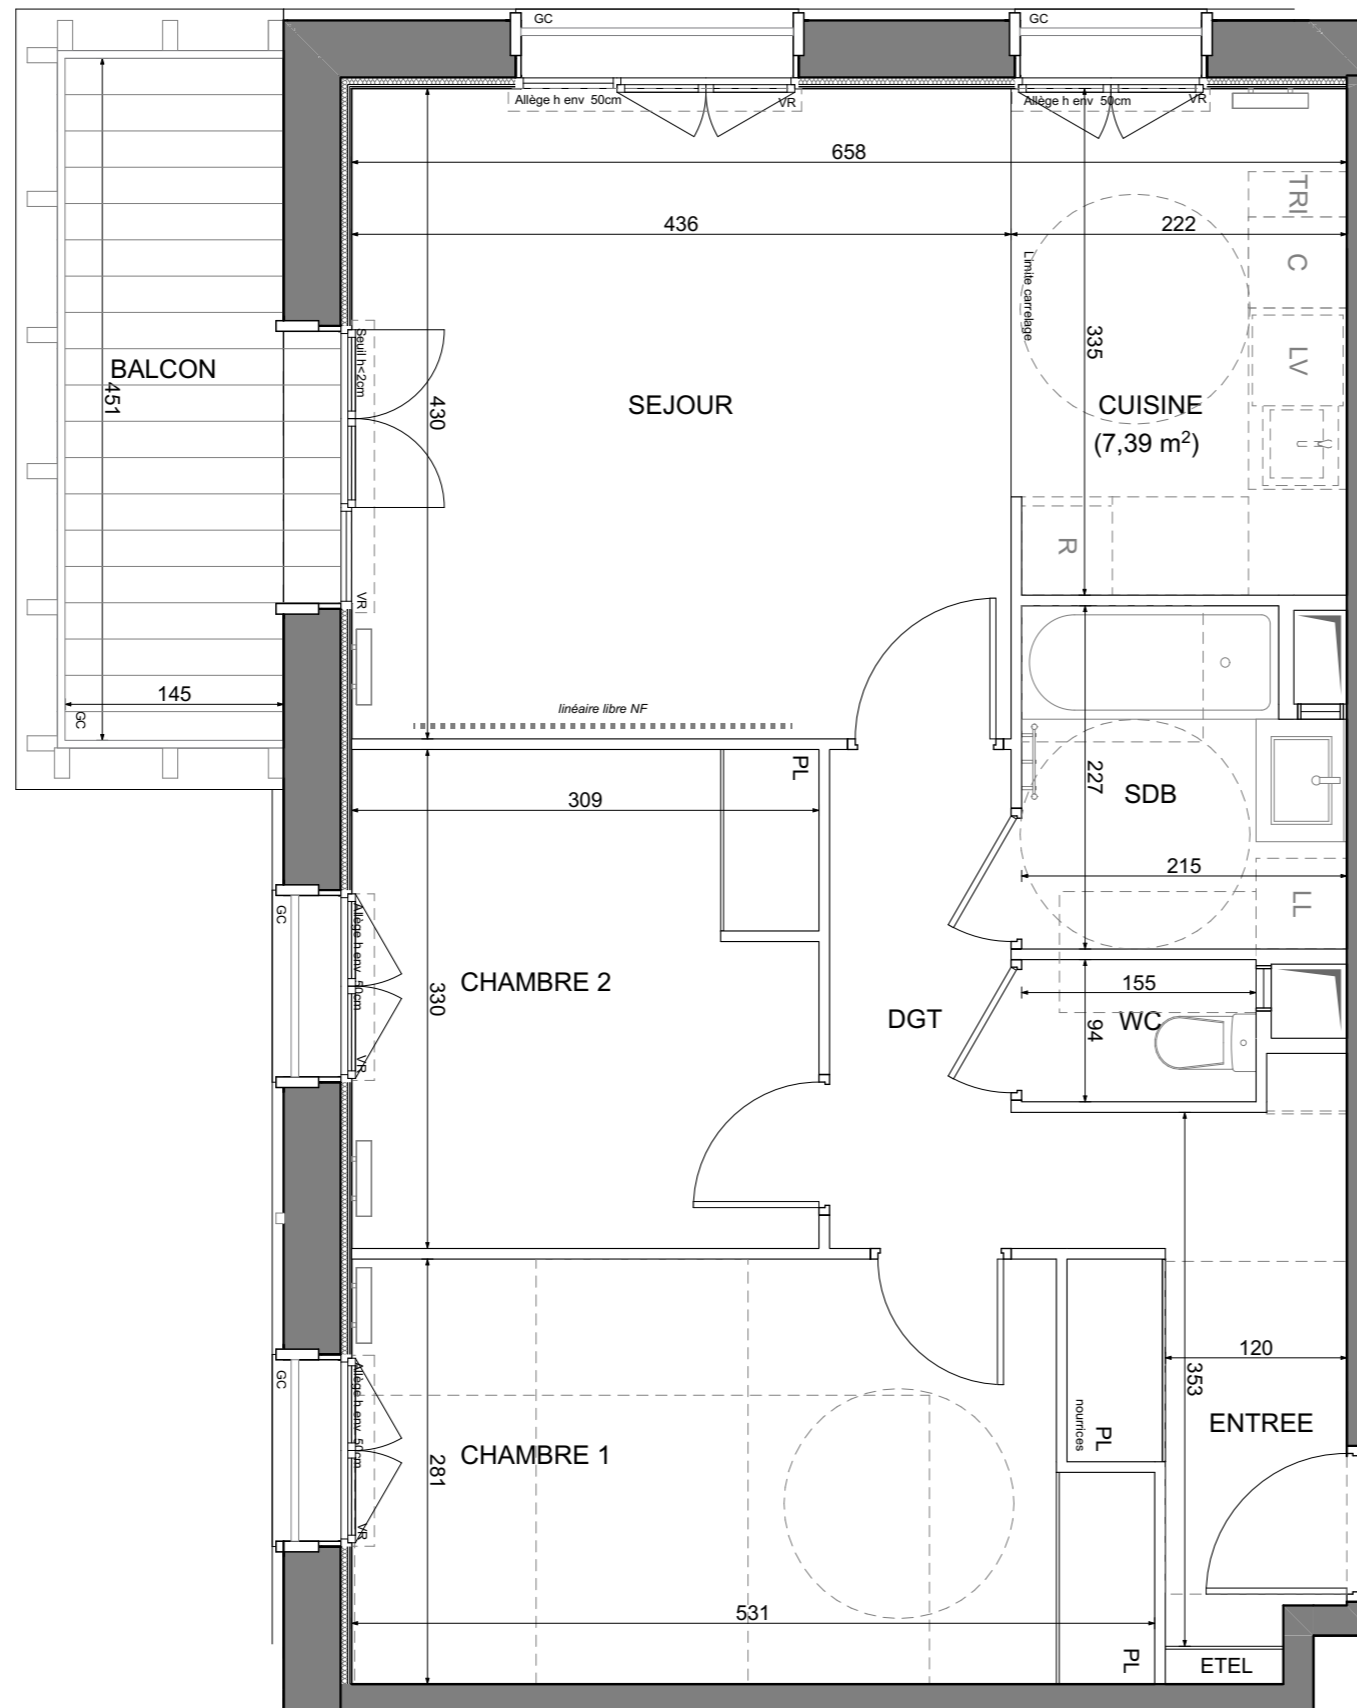 GC
GC
Allège h env 50cm
VR
Allège h env 50cm
VR
658
436
222
TRI
C
LV
Limite carrelage
335
BALCON
451
Seuil h<2cm
430
SEJOUR
CUISINE
(7,39 m²)
R
VR
145
GC
linéaire libre NF
PL
309
227
SDB
215
LL
GC
Allège h env 50cm
VR
CHAMBRE 2
330
DGT
155
WC
94
GC
Allège h env 50cm
VR
CHAMBRE 1
281
120
353
ENTREE
PL
nourrices
531
PL
ETEL